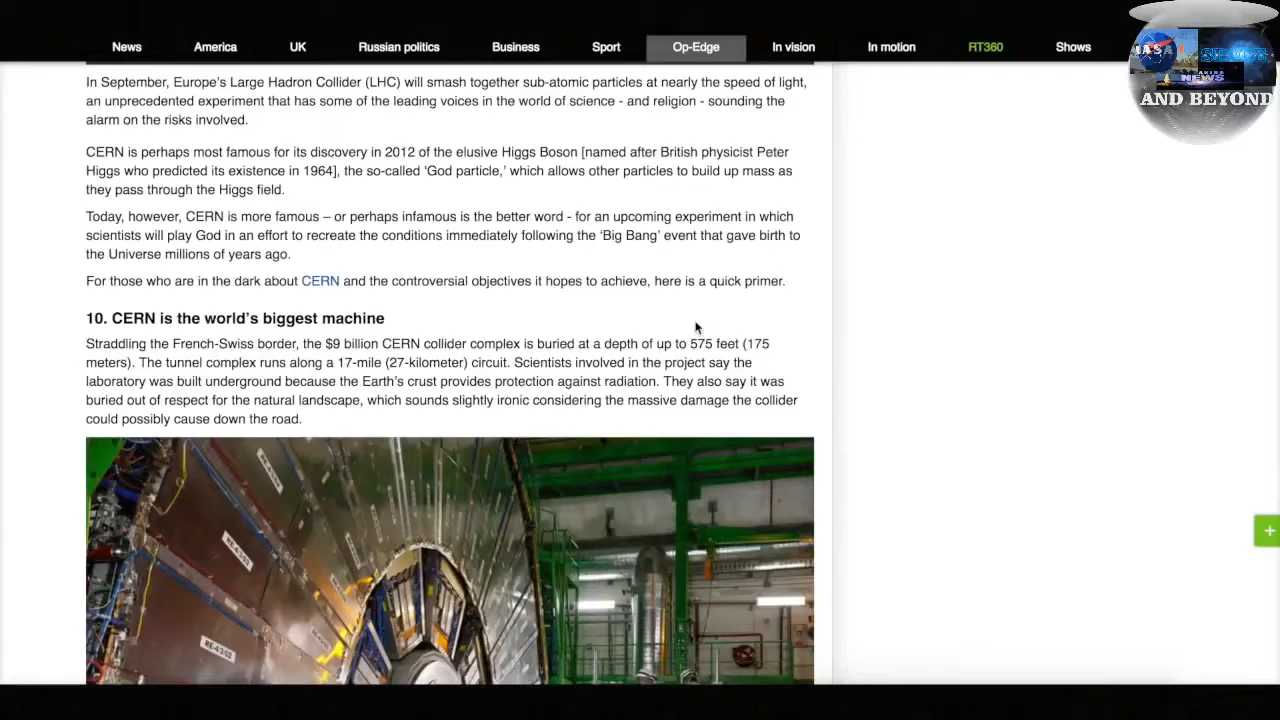 News America UK Russian politics Business Sport Op-Edge In vision In motion RT360 Shows
NASA SPACE
NEWS
AND BEYOND
In September, Europe’s Large Hadron Collider (LHC) will smash together sub-atomic particles at nearly the speed of light,
an unprecedented experiment that has some of the leading voices in the world of science - and religion - sounding the
alarm on the risks involved.
CERN is perhaps most famous for its discovery in 2012 of the elusive Higgs Boson [named after British physicist Peter
Higgs who predicted its existence in 1964], the so-called ‘God particle,’ which allows other particles to build up mass as
they pass through the Higgs field.
Today, however, CERN is more famous – or perhaps infamous is the better word - for an upcoming experiment in which
scientists will play God in an effort to recreate the conditions immediately following the ‘Big Bang’ event that gave birth to
the Universe millions of years ago.
For those who are in the dark about CERN and the controversial objectives it hopes to achieve, here is a quick primer.
10. CERN is the world’s biggest machine
Straddling the French-Swiss border, the $9 billion CERN collider complex is buried at a depth of up to 575 feet (175
meters). The tunnel complex runs along a 17-mile (27-kilometer) circuit. Scientists involved in the project say the
laboratory was built underground because the Earth’s crust provides protection against radiation. They also say it was
buried out of respect for the natural landscape, which sounds slightly ironic considering the massive damage the collider
could possibly cause down the road.